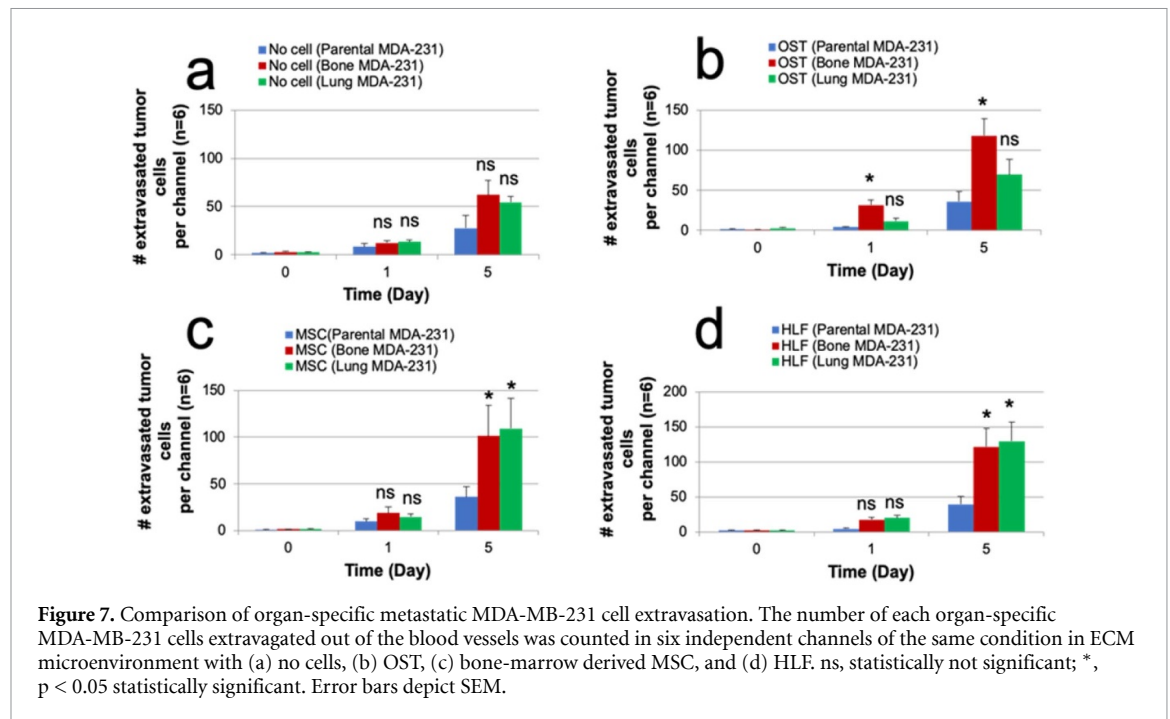 a
No cell (Parental MDA-231)
No cell (Bone MDA-231)
No cell (Lung MDA-231)
# extravasated tumor
cells
per channel (n=6)
150
100
50
0
ns
ns
ns
ns
0
1
5
Time (Day)
b
OST (Parental MDA-231)
OST (Bone MDA-231)
OST (Lung MDA-231)
# extravasated tumor
cells
per channel (n=6)
150
100
50
0
*
ns
*
ns
0
1
5
Time (Day)
c
MSC(Parental MDA-231)
MSC (Bone MDA-231)
MSC (Lung MDA-231)
# extravasated tumor
cells
per channel (n=6)
150
100
50
0
ns
ns
*
*
0
1
5
Time (Day)
d
HLF (Parental MDA-231)
HLF (Bone MDA-231)
HLF (Lung MDA-231)
# extravasated tumor
cells
per channel (n=6)
200
150
100
50
0
ns
ns
*
*
0
1
5
Time (Day)
Figure 7. Comparison of organ-specific metastatic MDA-MB-231 cell extravasation. The number of each organ-specific
MDA-MB-231 cells extravagated out of the blood vessels was counted in six independent channels of the same condition in ECM
microenvironment with (a) no cells, (b) OST, (c) bone-marrow derived MSC, and (d) HLF. ns, statistically not significant; *,
p < 0.05 statistically significant. Error bars depict SEM.